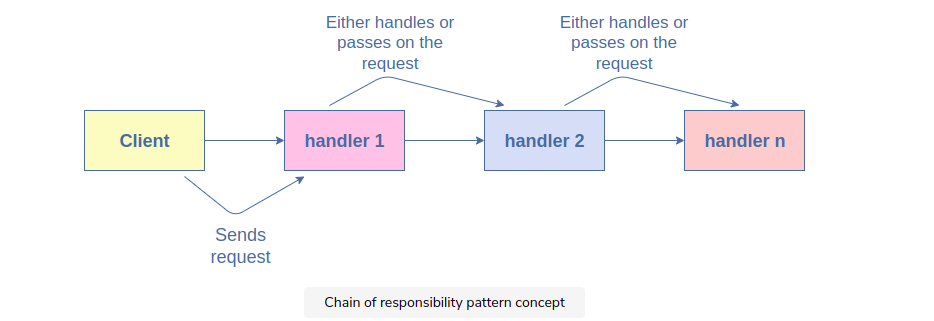 Either handles or
passes on the
request
Either handles or
passes on the
request
Client
handler 1
handler 2
handler n
Sends
request
Chain of responsibility pattern concept